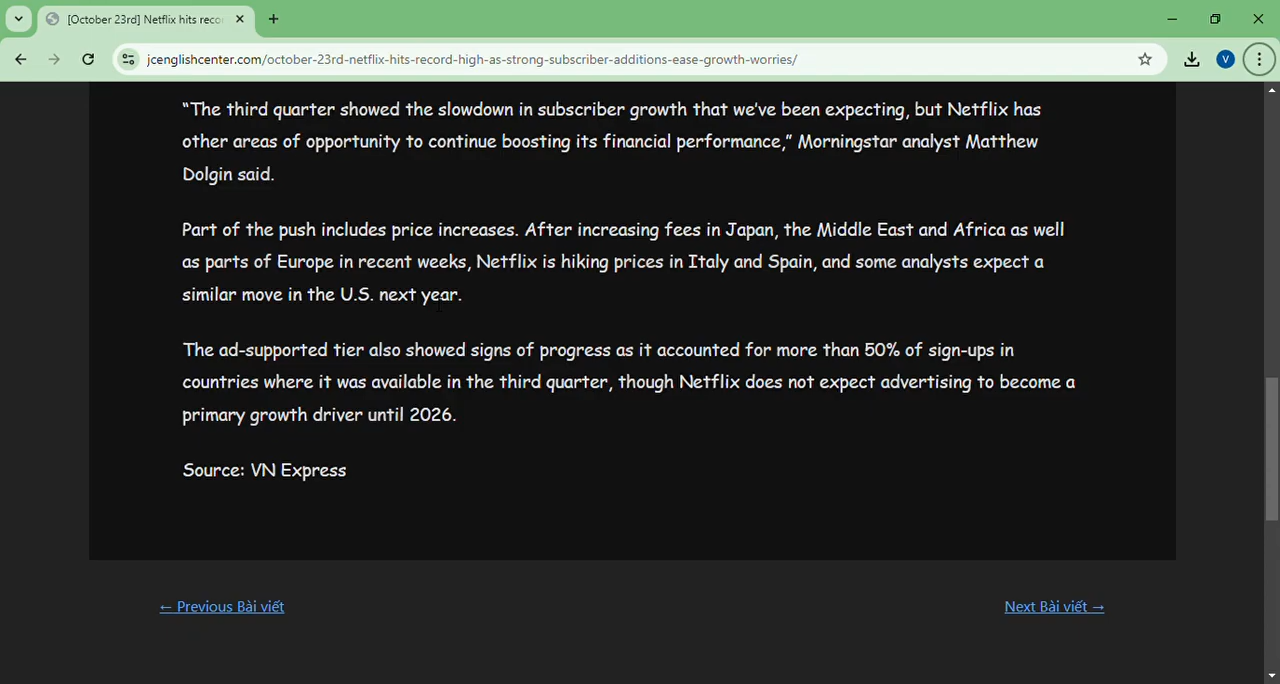 [October 23rd] Netflix hits reco
jcenglishcenter.com/october-23rd-netflix-hits-record-high-as-strong-subscriber-additions-ease-growth-worries/
V
“The third quarter showed the slowdown in subscriber growth that we’ve been expecting, but Netflix has
other areas of opportunity to continue boosting its financial performance,” Morningstar analyst Matthew
Dolgin said.
Part of the push includes price increases. After increasing fees in Japan, the Middle East and Africa as well
as parts of Europe in recent weeks, Netflix is hiking prices in Italy and Spain, and some analysts expect a
similar move in the U.S. next year.
The ad-supported tier also showed signs of progress as it accounted for more than 50% of sign-ups in
countries where it was available in the third quarter, though Netflix does not expect advertising to become a
primary growth driver until 2026.
Source: VN Express
← Previous Bài viết
Next Bài viết →